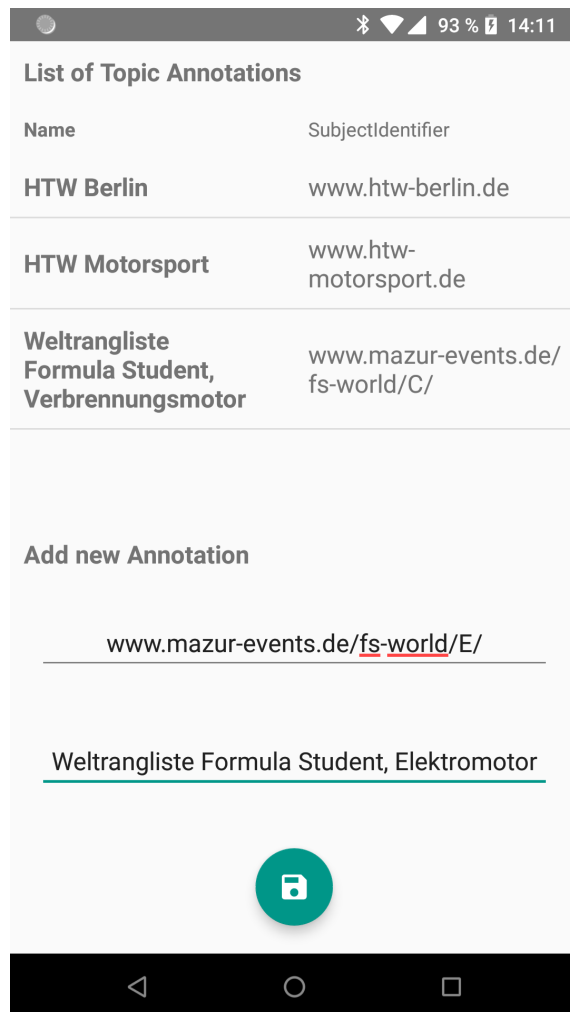 93 % 14:11
List of Topic Annotations
Name SubjectIdentifier
HTW Berlin www.htw-berlin.de
HTW Motorsport
www.htw-
motorsport.de
Weltrangliste
Formula Student,
Verbrennungsmotor
www.mazur-events.de/
fs-world/C/
Add new Annotation
www.mazur-events.de/fs-world/E/
Weltrangliste Formula Student, Elektromotor